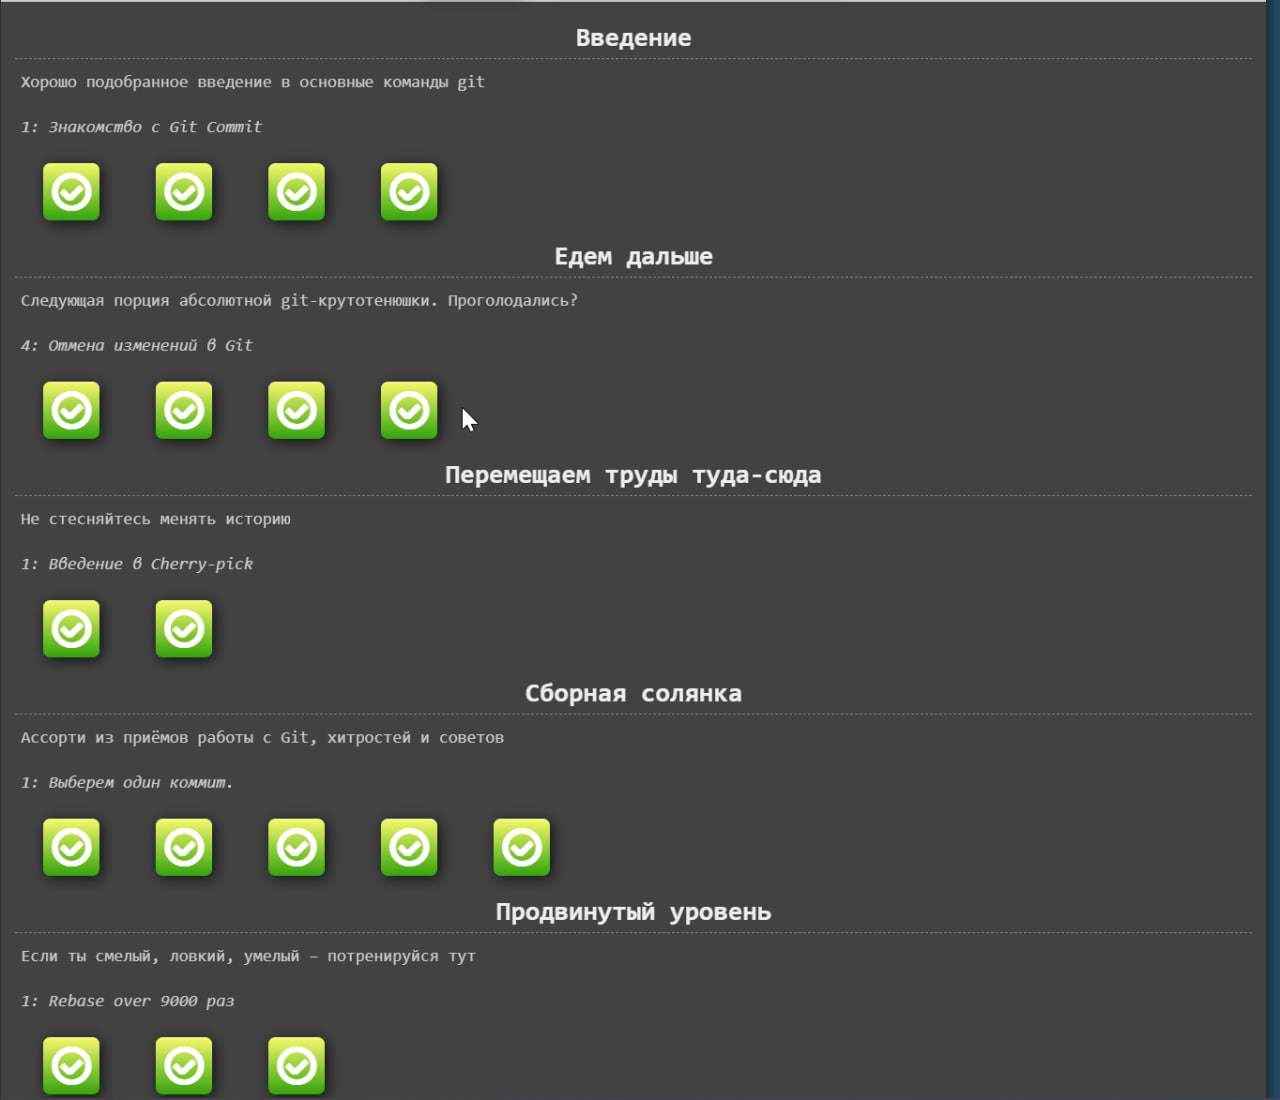 Введение
Хорошо подобранное введение в основные команды git
1: Знакомство с Git Commit
Едем дальше
Следующая порция абсолютной git-крутотенюшки. Проголодались?
4: Отмена изменений в Git
Перемещаем труды туда-сюда
Не стесняйтесь менять историю
1: Введение в Cherry-pick
Сборная солянка
Ассорти из приёмов работы с Git, хитростей и советов
1: Выберем один коммит.
Продвинутый уровень
Если ты смелый, ловкий, умелый – потренируйся тут
1: Rebase over 9000 раз